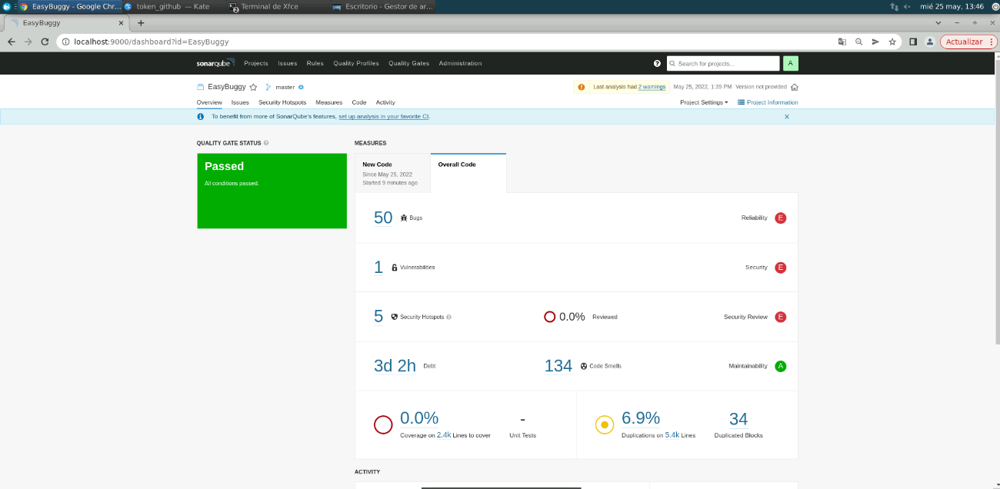 EasyBuggy - Google Chr...
token_github — Kate
2 Terminal de Xfce
Escritorio - Gestor de ar...
mié 25 may, 13:46
EasyBuggy
localhost:9000/dashboard?id=EasyBuggy
Actualizar
sonarqube Projects Issues Rules Quality Profiles Quality Gates Administration
Search for projects...
A
EasyBuggy master
Last analysis had 2 warnings May 25, 2022, 1:39 PM Version not provided
Overview Issues Security Hotspots Measures Code Activity
Project Settings Project Information
To benefit from more of SonarQube's features, set up analysis in your favorite CI.
QUALITY GATE STATUS
Passed
All conditions passed.
MEASURES
New Code
Since May 25, 2022
Started 9 minutes ago
Overall Code
50 Bugs Reliability E
1 Vulnerabilities Security E
5 Security Hotspots 0.0% Reviewed Security Review E
3d 2h Debt 134 Code Smells Maintainability A
0.0%
Coverage on 2.4k Lines to cover
-
Unit Tests
6.9%
Duplications on 5.4k Lines
34
Duplicated Blocks
ACTIVITY